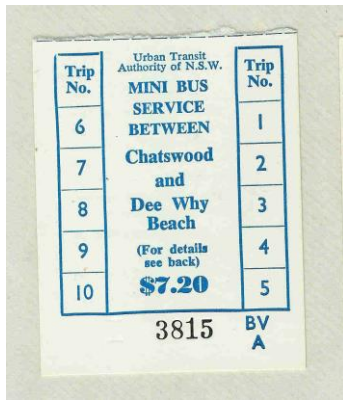 Urban Transit
Authority of N.S.W.
Trip
No.
6
7
8
9
10
MINI BUS
SERVICE
BETWEEN
Chatswood
and
Dee Why
Beach
(For details
see back)
$7.20
Trip
No.
1
2
3
4
5
3815
BV
A